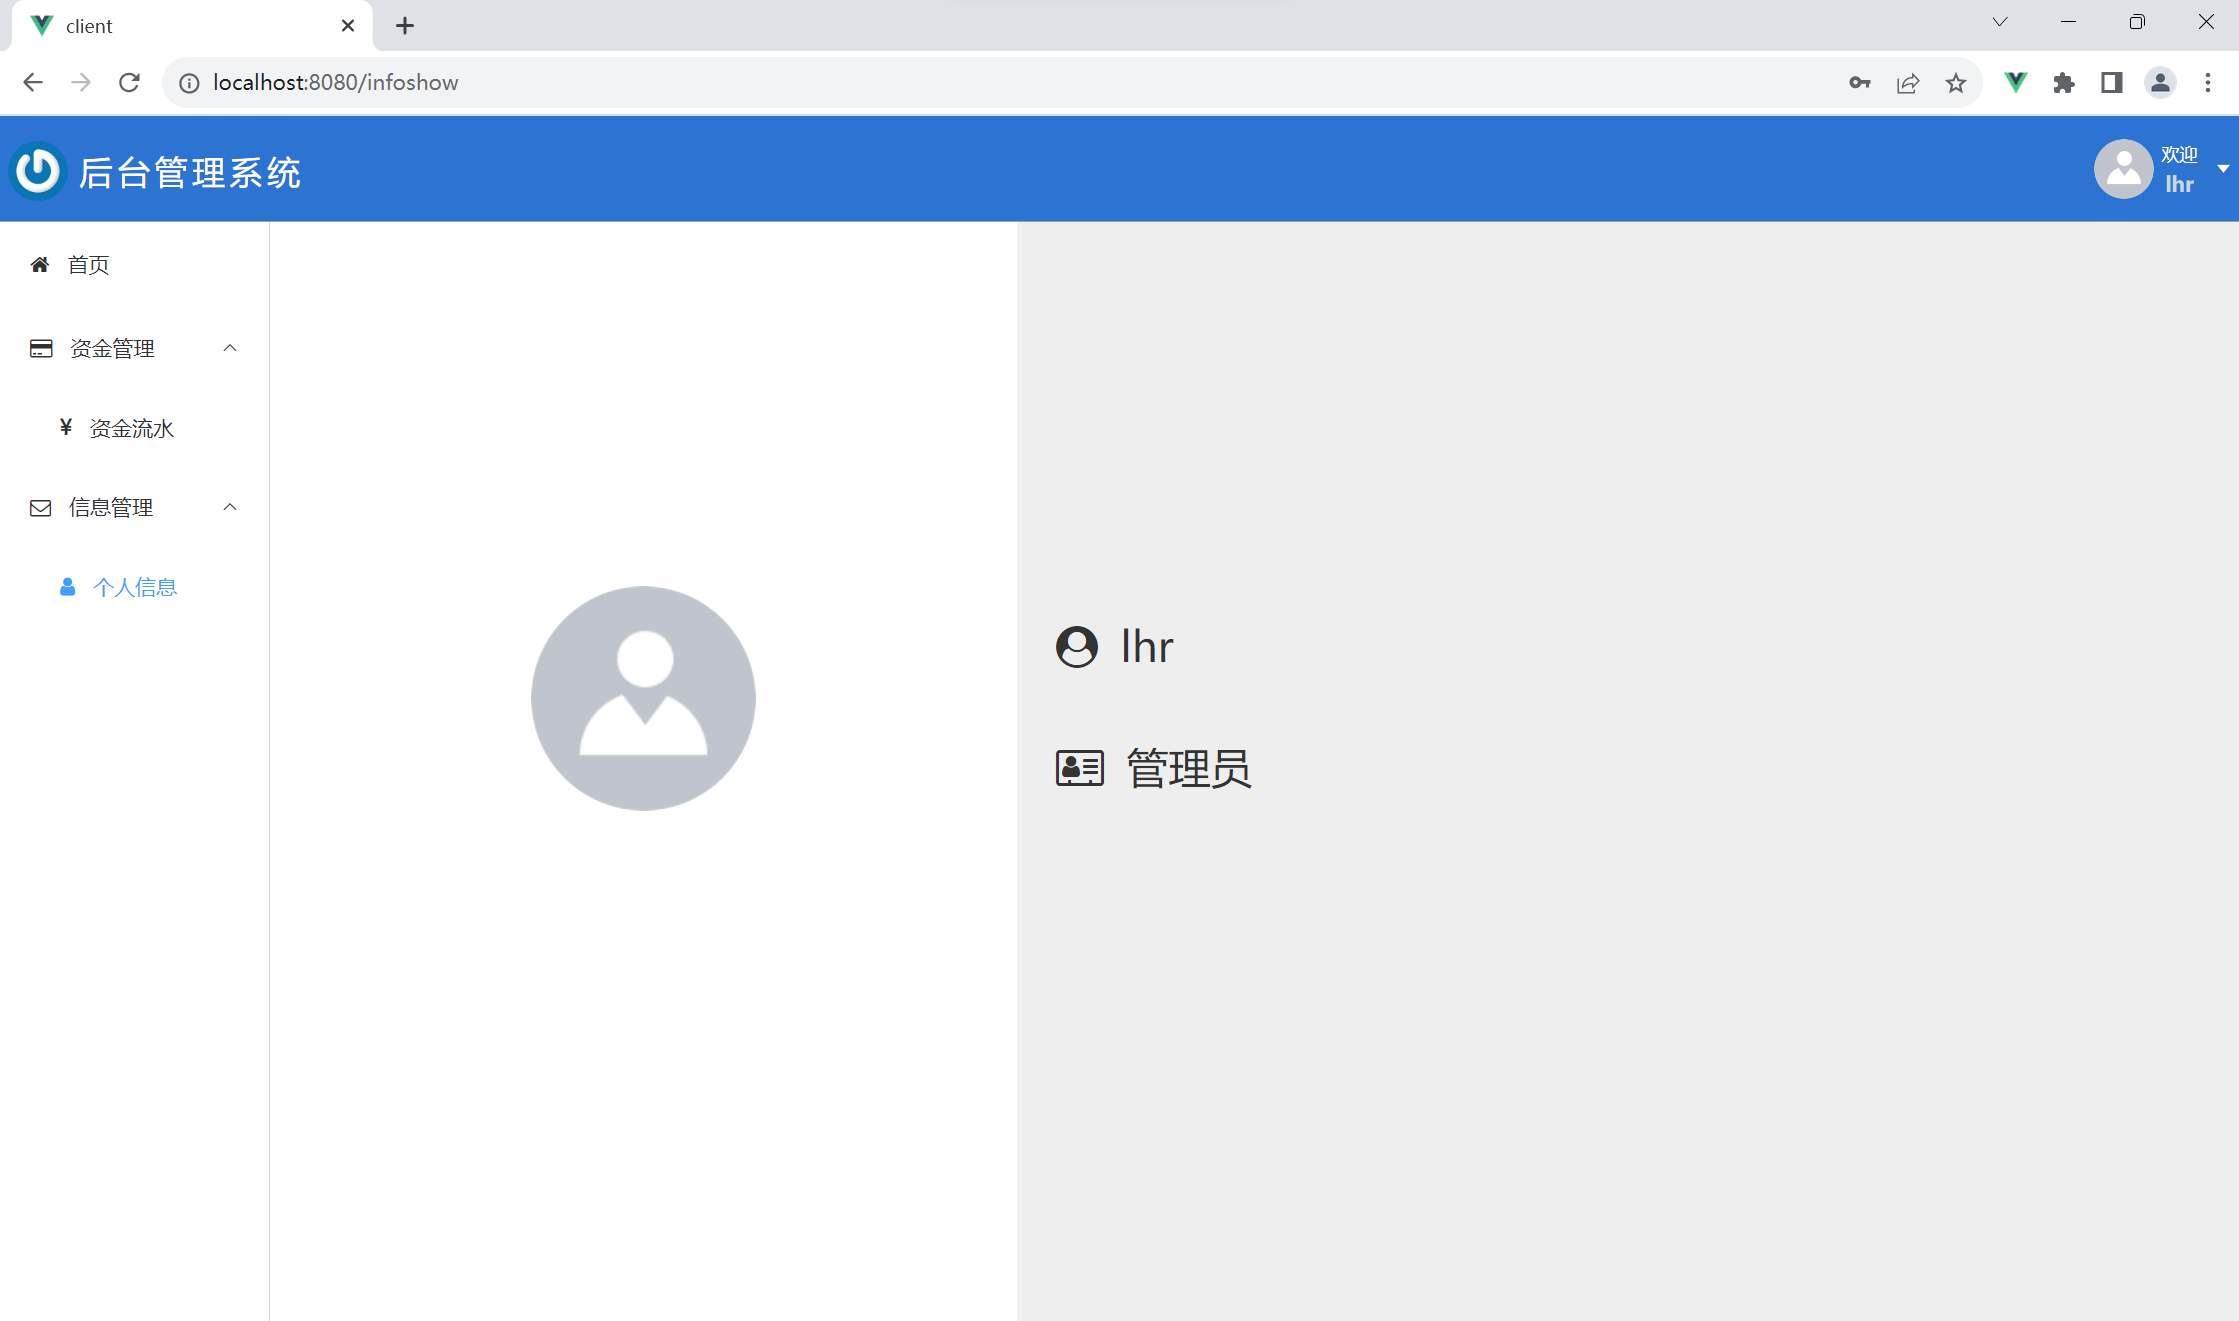 client
localhost:8080/infoshow
后台管理系统
欢迎
lhr
首页
资金管理
¥ 资金流水
信息管理
个人信息
lhr
管理员